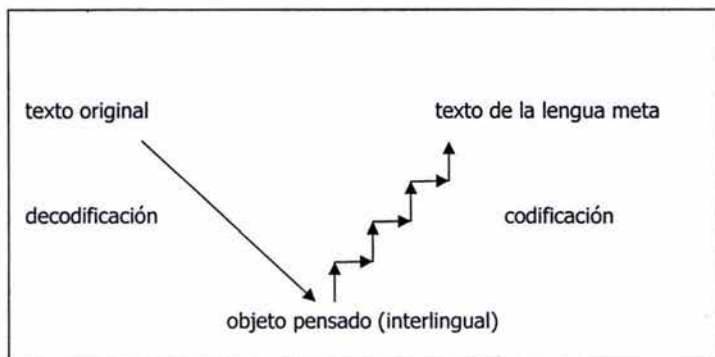 texto original
texto de la lengua meta
decodificación
codificación
objeto pensado (interlingual)